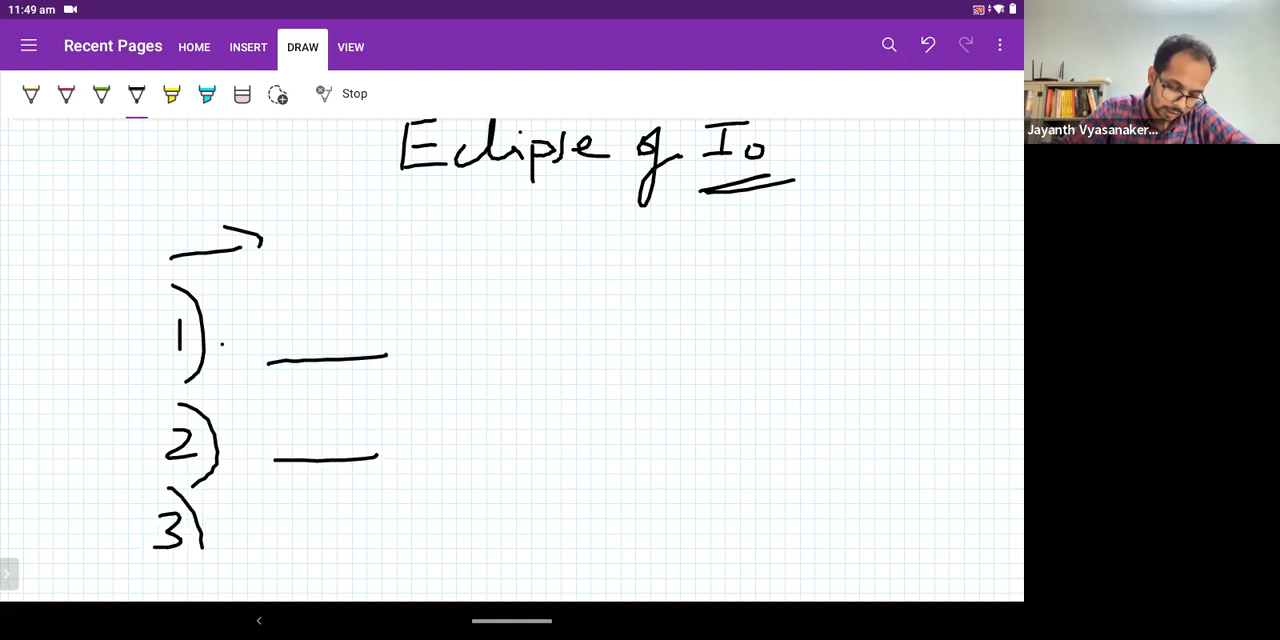 11:49 am
Recent Pages HOME INSERT DRAW VIEW
Stop
Jayanth Vyasanaker...
Eclipse of Io
1).
2)
3)